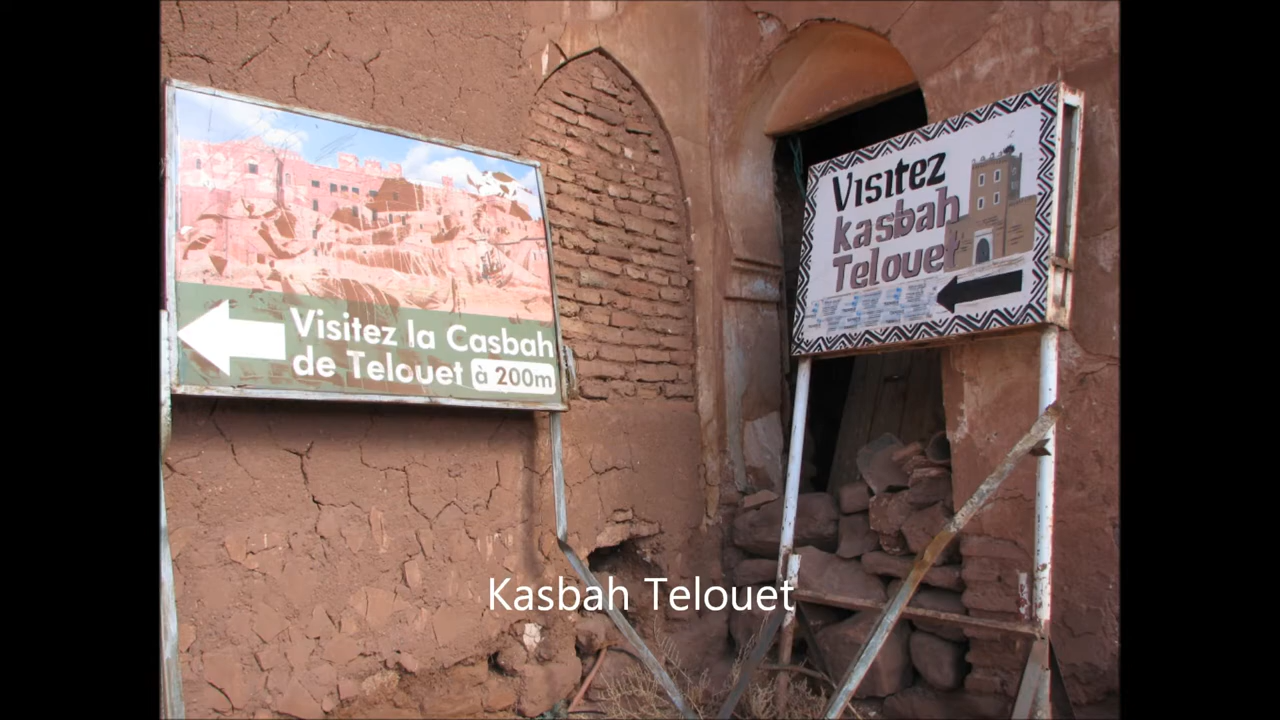 Visitez la Casbah
de Telouet à 200m
Visitez
kasbah
Telouet
Kasbah Telouet